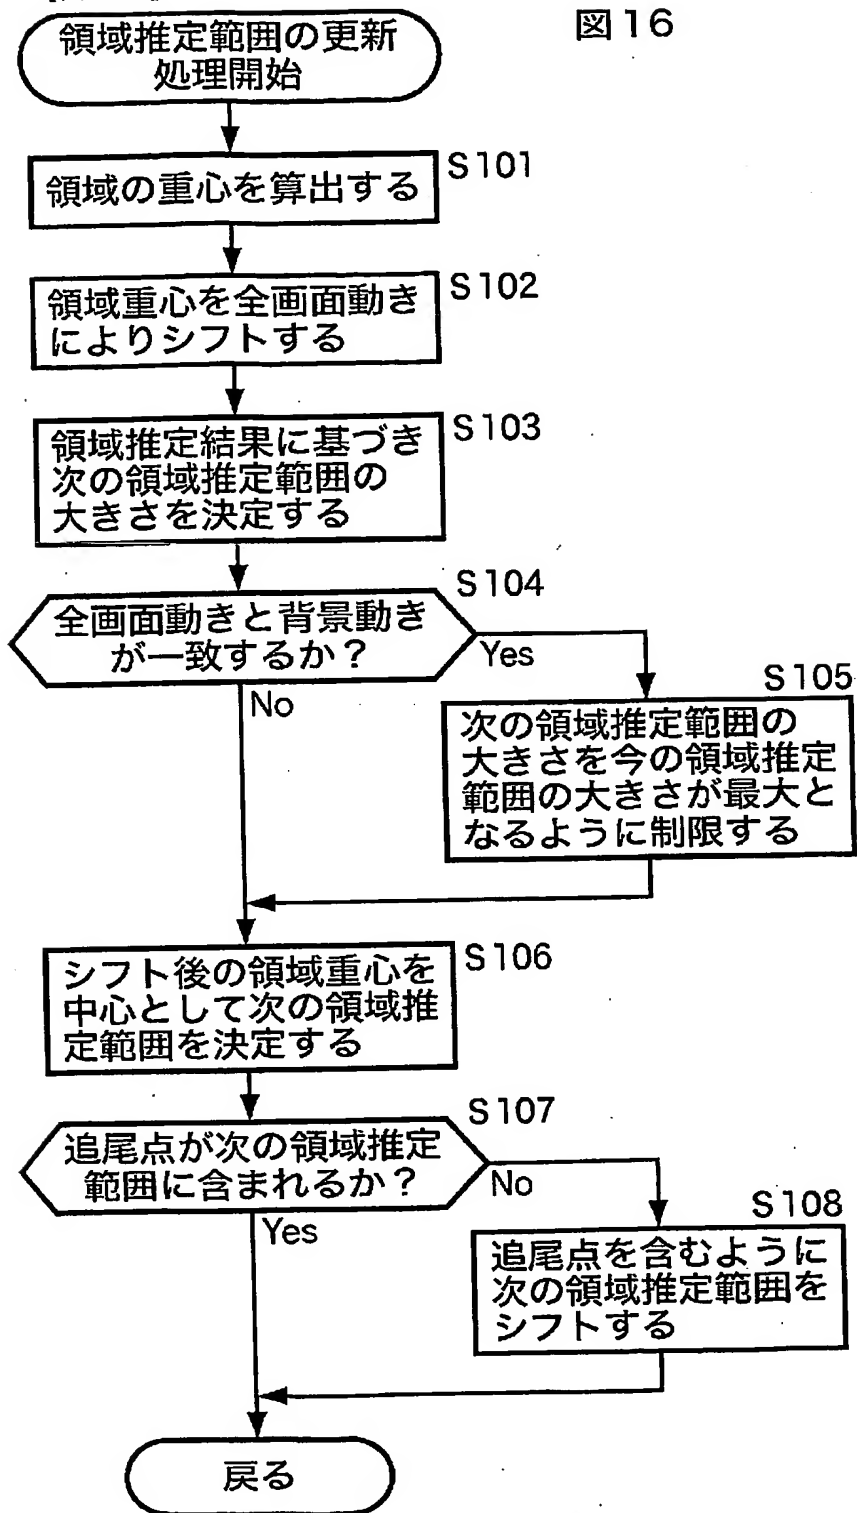 図16
領域推定範囲の更新
処理開始
S101
領域の重心を算出する
S102
領域重心を全画面動き
によりシフトする
S103
領域推定結果に基づき
次の領域推定範囲の
大きさを決定する
S104
全画面動きと背景動き
が一致するか？
Yes
No
S105
次の領域推定範囲の
大きさを今の領域推定
範囲の大きさが最大と
なるように制限する
S106
シフト後の領域重心を
中心として次の領域推
定範囲を決定する
S107
追尾点が次の領域推定
範囲に含まれるか？
No
Yes
S108
追尾点を含むように
次の領域推定範囲を
シフトする
戻る